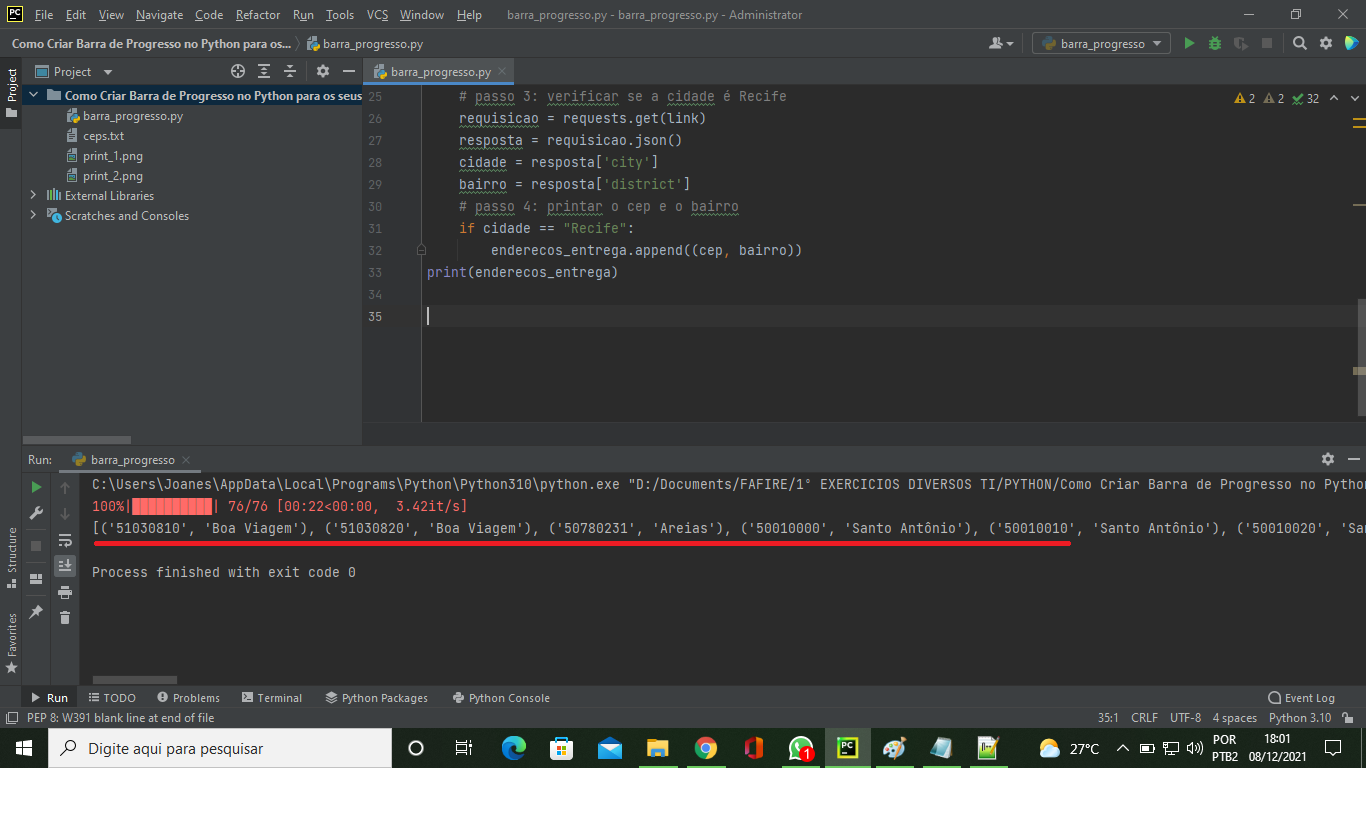 PC File Edit View Navigate Code Refactor Run Tools VCS Window Help barra_progresso.py - barra_progresso.py - Administrator
Como Criar Barra de Progresso no Python para os... barra_progresso.py barra_progresso
Project barra_progresso.py
Project
Como Criar Barra de Progresso no Python para os seus
barra_progresso.py
ceps.txt
print_1.png
print_2.png
External Libraries
Scratches and Consoles
2 2 32
25 # passo 3: verificar se a cidade é Recife
26 requisicao = requests.get(link)
27 resposta = requisicao.json()
28 cidade = resposta['city']
29 bairro = resposta['district']
30 # passo 4: printar o cep e o bairro
31 if cidade == "Recife":
32 enderecos_entrega.append((cep, bairro))
33 print(enderecos_entrega)
34
35
Run: barra_progresso
C:\Users\Joanes\AppData\Local\Programs\Python\Python310\python.exe "D:/Documents/FAFIRE/1° EXERCICIOS DIVERSOS TI/PYTHON/Como Criar Barra de Progresso no Python
100%|██████████| 76/76 [00:22<00:00, 3.42it/s]
[('51030810', 'Boa Viagem'), ('51030820', 'Boa Viagem'), ('50780231', 'Areias'), ('50010000', 'Santo Antônio'), ('50010010', 'Santo Antônio'), ('50010020', 'Sa
Process finished with exit code 0
Structure
Favorites
Run TODO Problems Terminal Python Packages Python Console Event Log
PEP 8: W391 blank line at end of file 35:1 CRLF UTF-8 4 spaces Python 3.10
Digite aqui para pesquisar 1 PC 27°C POR 18:01
PTB2 08/12/2021